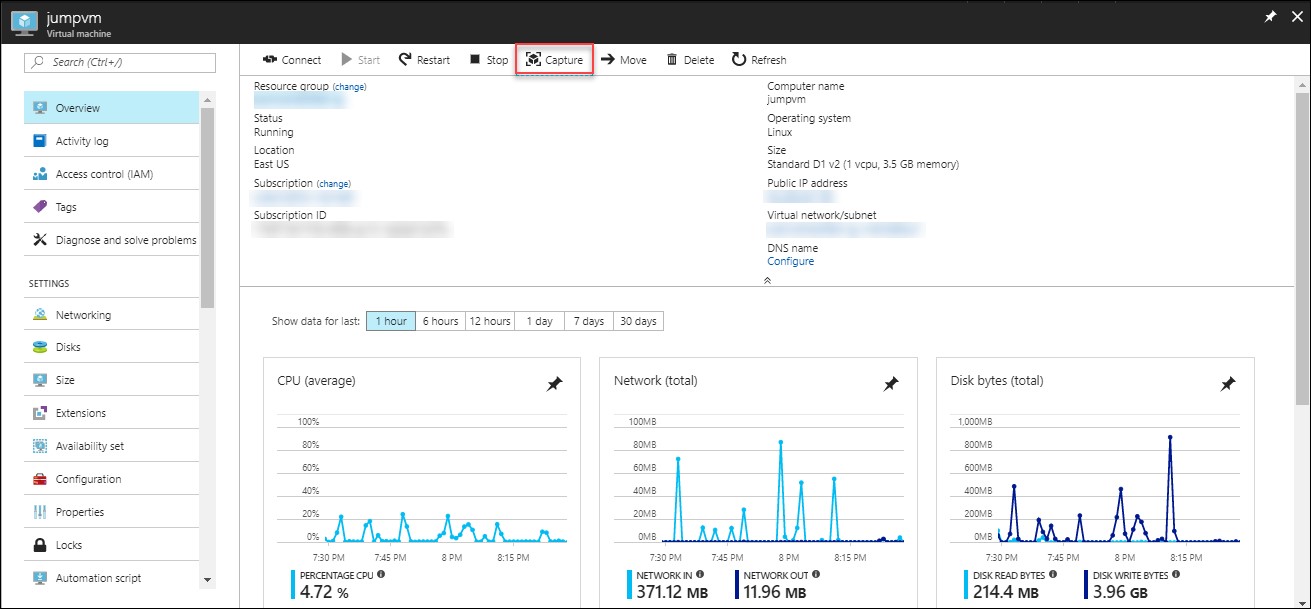 jumpvm
Virtual machine
Search (Ctrl+/)
Overview
Activity log
Access control (IAM)
Tags
Diagnose and solve problems
SETTINGS
Networking
Disks
Size
Extensions
Availability set
Configuration
Properties
Locks
Automation script
Connect Start Restart Stop Capture Move Delete Refresh
Resource group (change)
Status
Running
Location
East US
Subscription (change)
Subscription ID
Computer name
jumpvm
Operating system
Linux
Size
Standard D1 v2 (1 vcpu, 3.5 GB memory)
Public IP address
Virtual network/subnet
DNS name
Configure
Show data for last: 1 hour 6 hours 12 hours 1 day 7 days 30 days
CPU (average)
100%
80%
60%
40%
20%
0%
7:30 PM 7:45 PM 8 PM 8:15 PM
PERCENTAGE CPU
4.72 %
Network (total)
100MB
80MB
60MB
40MB
20MB
0MB
7:30 PM 7:45 PM 8 PM 8:15 PM
NETWORK IN NETWORK OUT
371.12 MB 11.96 MB
Disk bytes (total)
1,000MB
800MB
600MB
400MB
200MB
0MB
7:30 PM 7:45 PM 8 PM 8:15 PM
DISK READ BYTES DISK WRITE BYTES
214.4 MB 3.96 GB